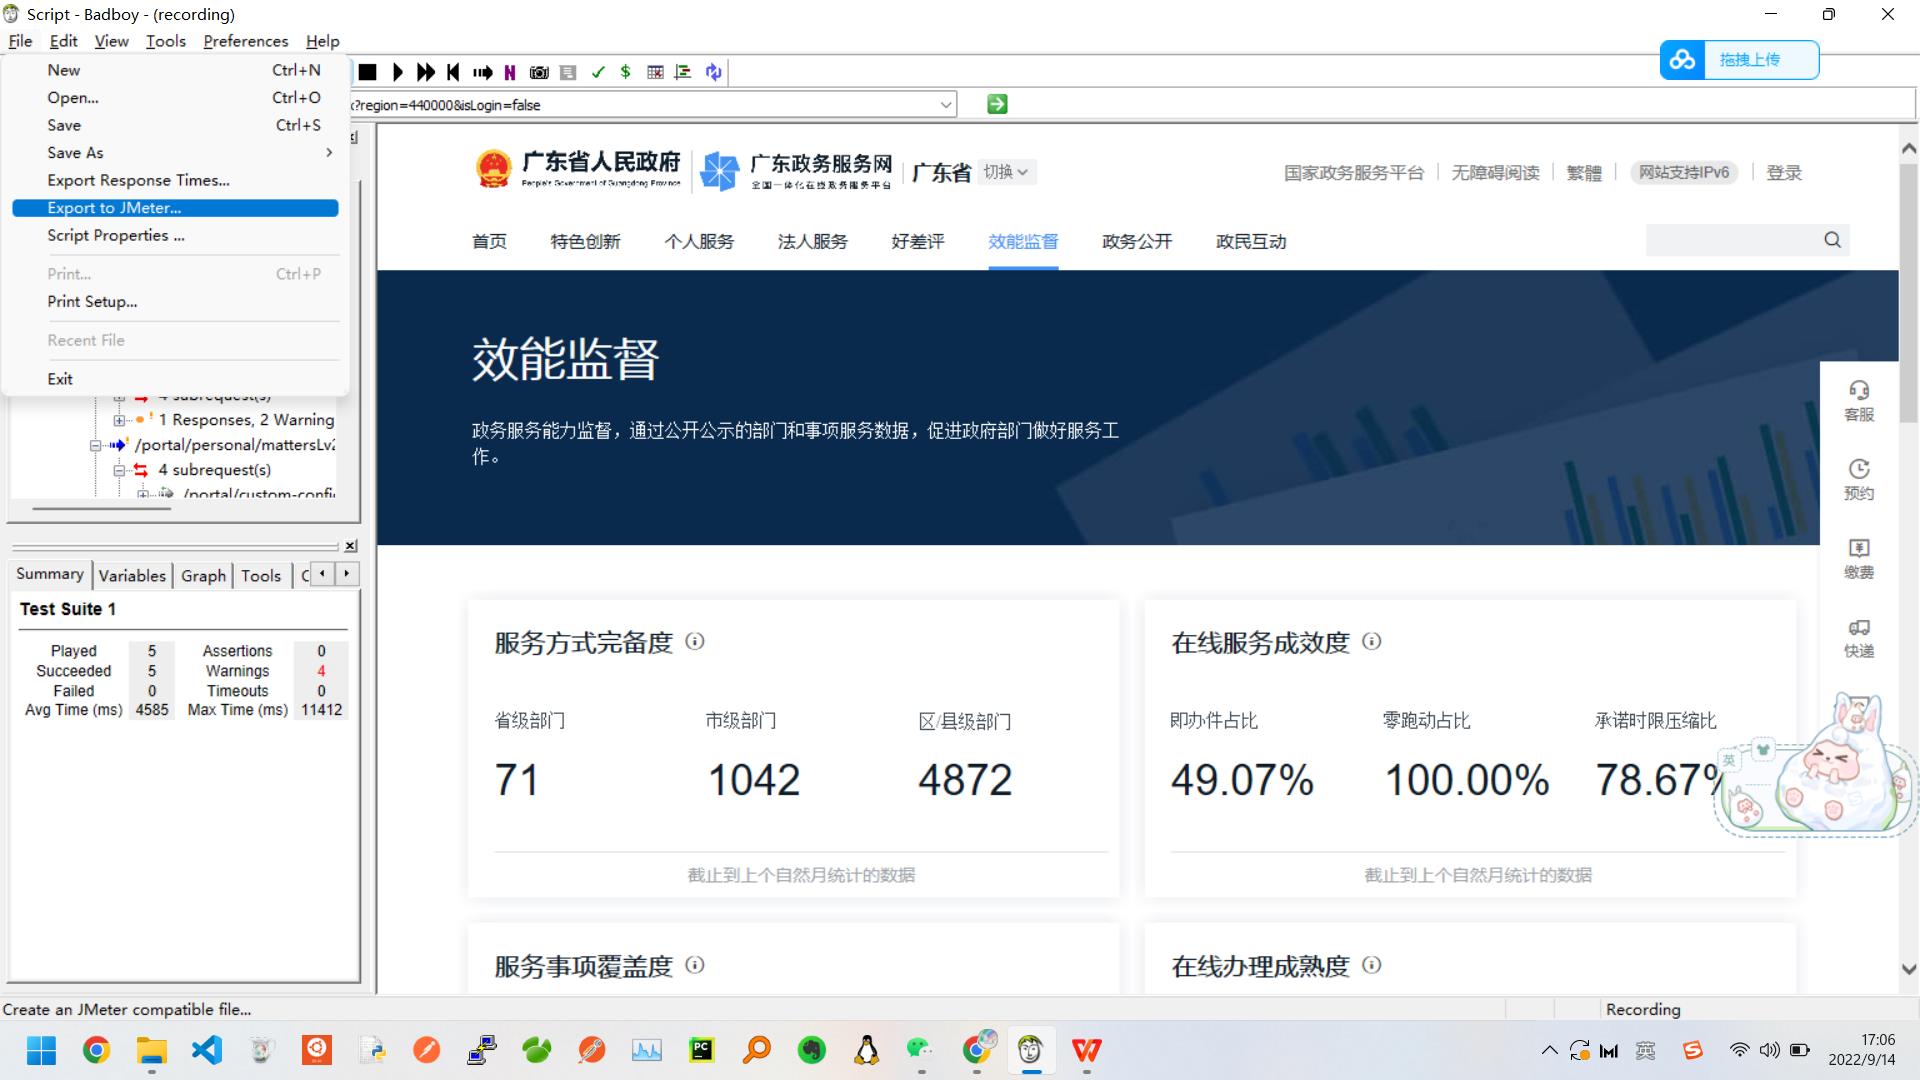 Script - Badboy - (recording)
File Edit View Tools Preferences Help
拖拽上传
New Ctrl+N
Open... Ctrl+O
Save Ctrl+S
Save As
Export Response Times...
Export to JMeter...
Script Properties ...
Print... Ctrl+P
Print Setup...
Recent File
Exit
?region=440000&isLogin=false
广东省人民政府
People's Government of Guangdong Province
广东政务服务网
全国一体化在线政务服务平台
广东省 切换
国家政务服务平台 无障碍阅读 繁體 网站支持IPv6 登录
首页 特色创新 个人服务 法人服务 好差评 效能监督 政务公开 政民互动
效能监督
政务服务能力监督，通过公开公示的部门和事项服务数据，促进政府部门做好服务工
作。
客服
预约
缴费
快递
4 subrequest(s)
1 Responses, 2 Warning
/portal/personal/mattersLv2
4 subrequest(s)
/portal/custom-confi
Summary Variables Graph Tools C
Test Suite 1
Played 5 Assertions 0
Succeeded 5 Warnings 4
Failed 0 Timeouts 0
Avg Time (ms) 4585 Max Time (ms) 11412
服务方式完备度
省级部门 市级部门 区/县级部门
71 1042 4872
截止到上个自然月统计的数据
在线服务成效度
即办件占比 零跑动占比 承诺时限压缩比
49.07% 100.00% 78.67%
截止到上个自然月统计的数据
英
服务事项覆盖度
在线办理成熟度
Create an JMeter compatible file...
Recording
PC
英
17:06
2022/9/14